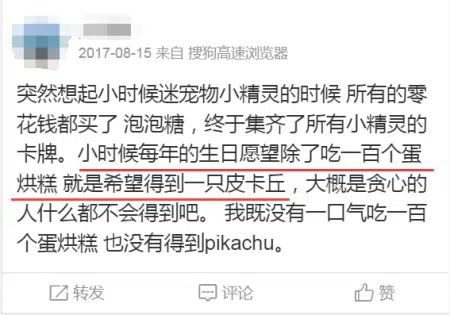 2017-08-15 来自 搜狗高速浏览器
突然想起小时候迷宠物小精灵的时候 所有的零
花钱都买了 泡泡糖，终于集齐了所有小精灵的
卡牌。小时候每年的生日愿望除了吃一百个蛋
烘糕 就是希望得到一只皮卡丘，大概是贪心的
人什么都不会得到吧。 我既没有一口气吃一百
个蛋烘糕 也没有得到pikachu。
转发 评论 赞